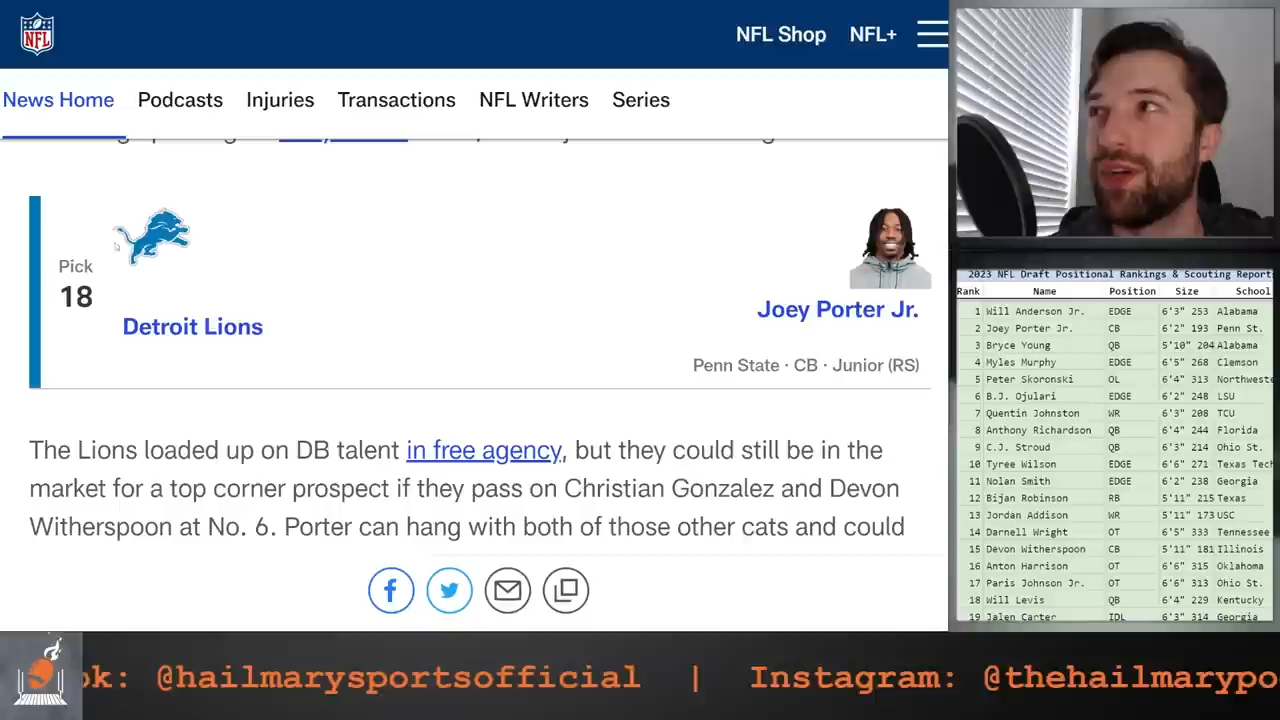 NFL
NFL Shop
NFL+
News Home
Podcasts
Injuries
Transactions
NFL Writers
Series
Pick
18
Detroit Lions
Joey Porter Jr.
Penn State · CB · Junior (RS)
The Lions loaded up on DB talent in free agency, but they could still be in the
market for a top corner prospect if they pass on Christian Gonzalez and Devon
Witherspoon at No. 6. Porter can hang with both of those other cats and could
2023 NFL Draft Positional Rankings & Scouting Report
Rank Name Position Size School
1 Will Anderson Jr. EDGE 6'3" 253 Alabama
2 Joey Porter Jr. CB 6'2" 193 Penn St.
3 Bryce Young QB 5'10" 204 Alabama
4 Myles Murphy EDGE 6'5" 268 Clemson
5 Peter Skoronski OL 6'4" 313 Northweste
6 B.J. Ojulari EDGE 6'2" 248 LSU
7 Quentin Johnston WR 6'3" 208 TCU
8 Anthony Richardson QB 6'4" 244 Florida
9 C.J. Stroud QB 6'3" 214 Ohio St.
10 Tyree Wilson EDGE 6'6" 271 Texas Tech
11 Nolan Smith EDGE 6'2" 238 Georgia
12 Bijan Robinson RB 5'11" 215 Texas
13 Jordan Addison WR 5'11" 173 USC
14 Darnell Wright OT 6'5" 333 Tennessee
15 Devon Witherspoon CB 5'11" 181 Illinois
16 Anton Harrison OT 6'6" 315 Oklahoma
17 Paris Johnson Jr. OT 6'6" 313 Ohio St.
18 Will Levis QB 6'4" 229 Kentucky
19 Jalen Carter IDL 6'3" 314 Georgia
ok: @hailmarysportsofficial | Instagram: @thehailmarypo